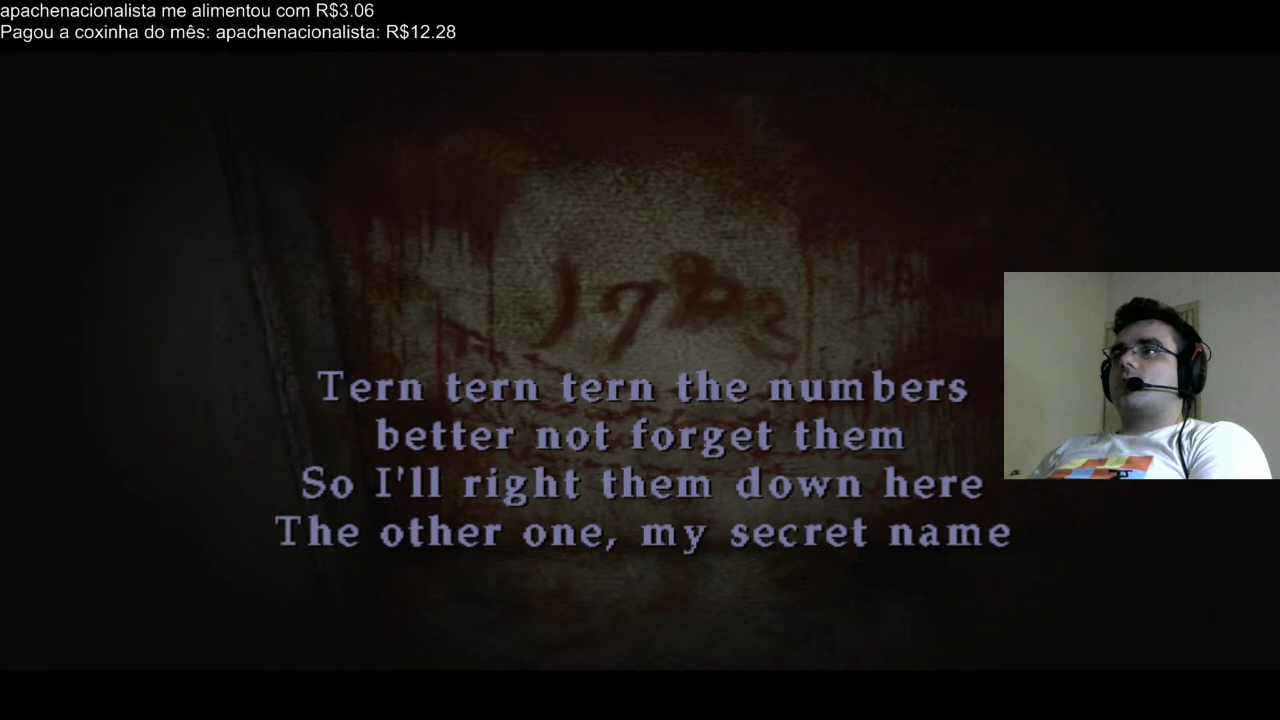 apachenacionalista me alimentou com R$3.06
Pagou a coxinha do mês: apachenacionalista: R$12.28
1782
Tern tern tern the numbers
better not forget them
So I'll right them down here
The other one, my secret name